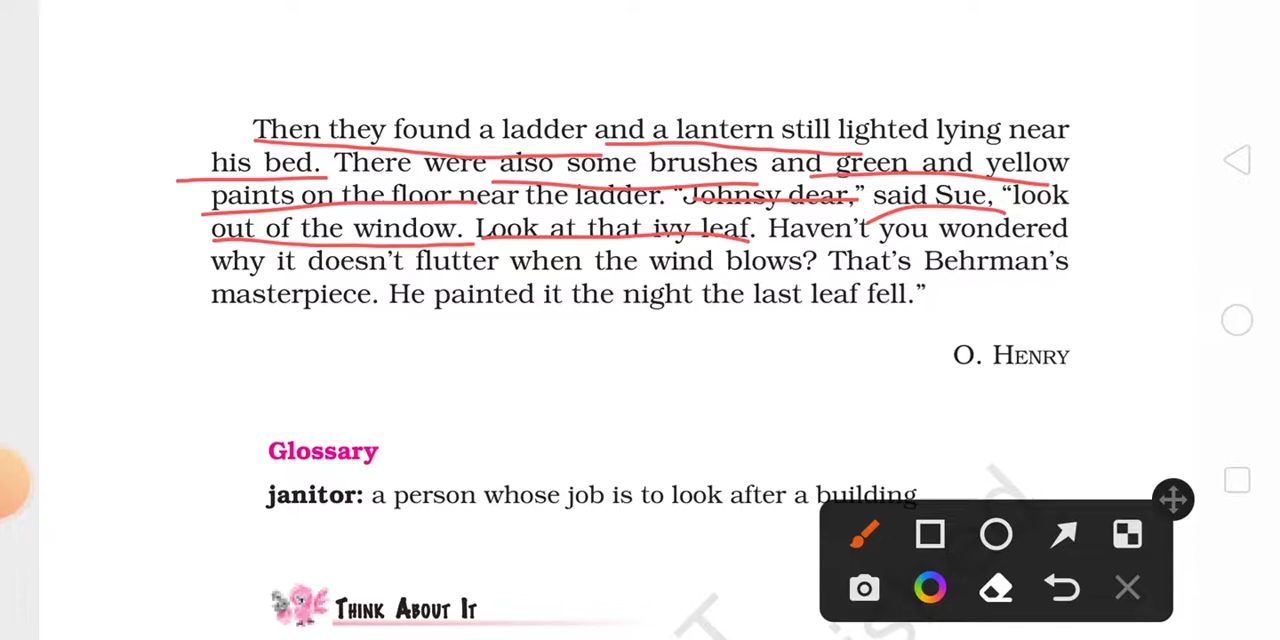 Then they found a ladder and a lantern still lighted lying near
his bed. There were also some brushes and green and yellow
paints on the floor near the ladder. “Johnsy dear,” said Sue, “look
out of the window. Look at that ivy leaf. Haven’t you wondered
why it doesn’t flutter when the wind blows? That’s Behrman’s
masterpiece. He painted it the night the last leaf fell.”
O. HENRY
Glossary
janitor: a person whose job is to look after a building
THINK ABOUT IT